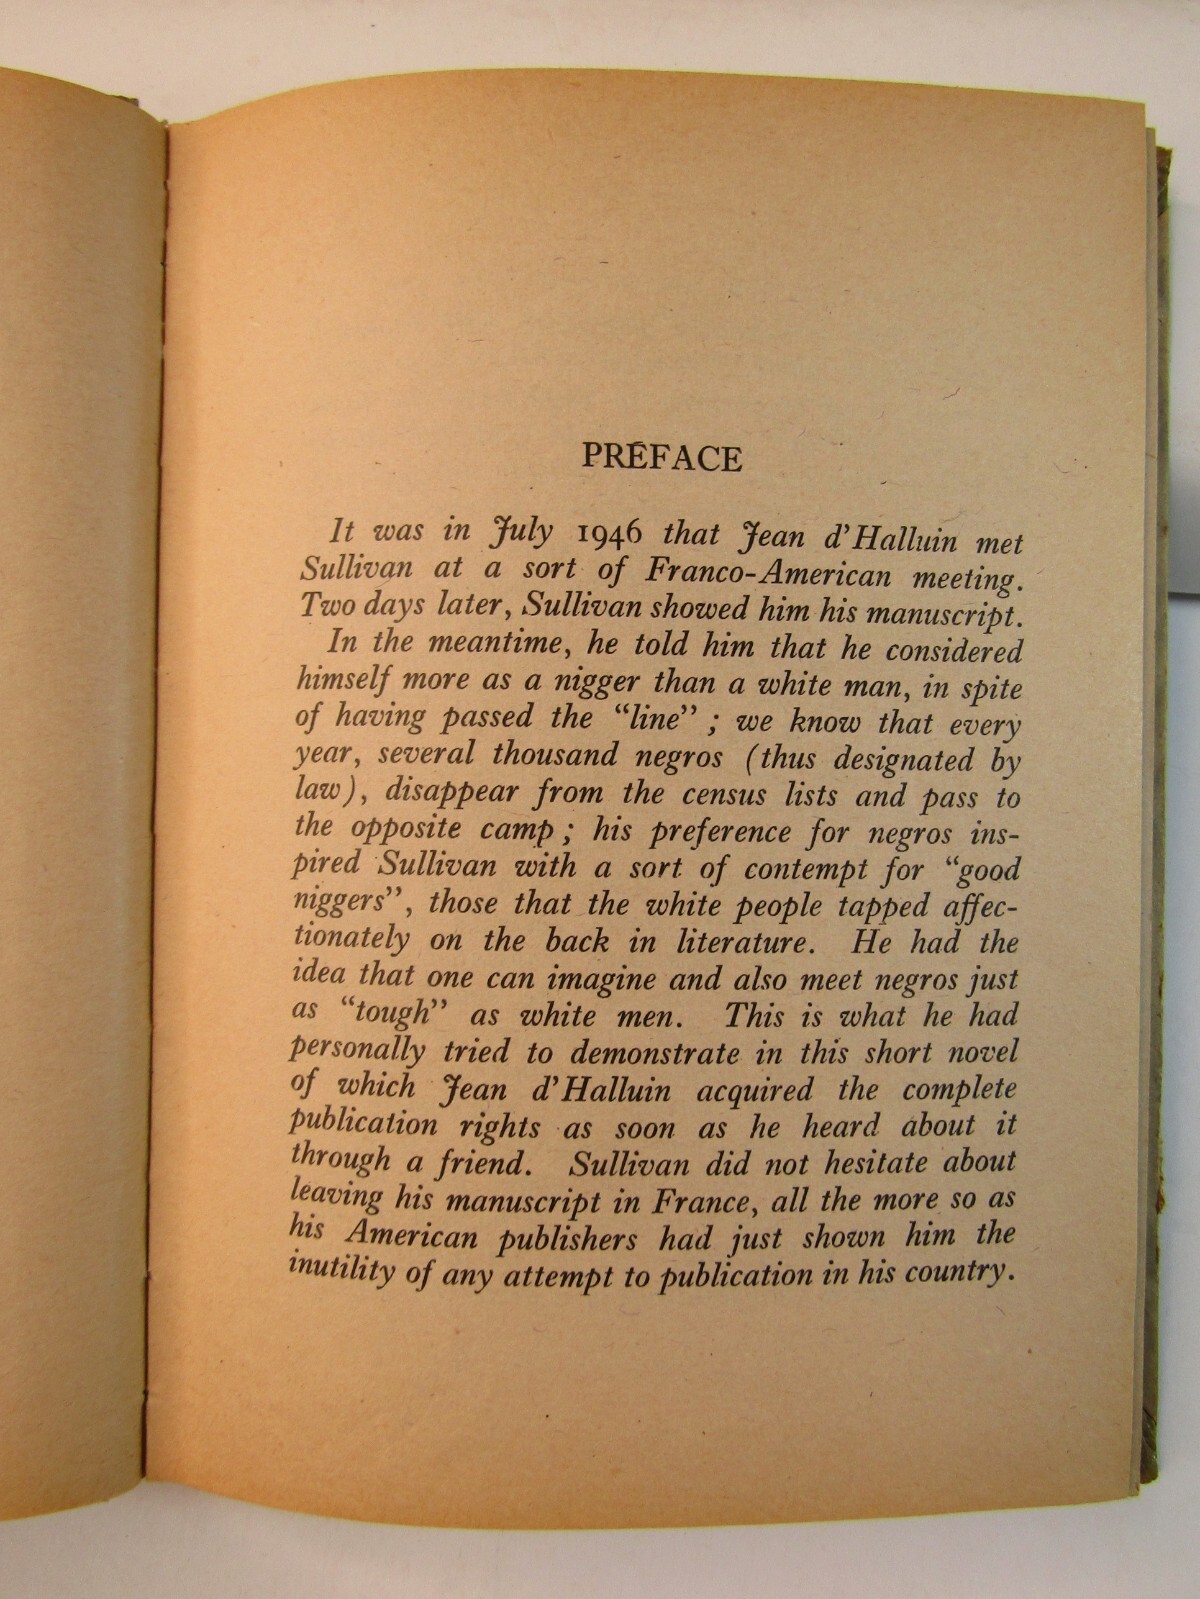 PRÉFACE
It was in July 1946 that Jean d'Halluin met
Sullivan at a sort of Franco-American meeting.
Two days later, Sullivan showed him his manuscript.
In the meantime, he told him that he considered
himself more as a nigger than a white man, in spite
of having passed the “line” ; we know that every
year, several thousand negros (thus designated by
law), disappear from the census lists and pass to
the opposite camp ; his preference for negros ins-
pired Sullivan with a sort of contempt for “good
niggers”, those that the white people tapped affec-
tionately on the back in literature. He had the
idea that one can imagine and also meet negros just
as “tough” as white men. This is what he had
personally tried to demonstrate in this short novel
of which Jean d'Halluin acquired the complete
publication rights as soon as he heard about it
through a friend. Sullivan did not hesitate about
leaving his manuscript in France, all the more so as
his American publishers had just shown him the
inutility of any attempt to publication in his country.